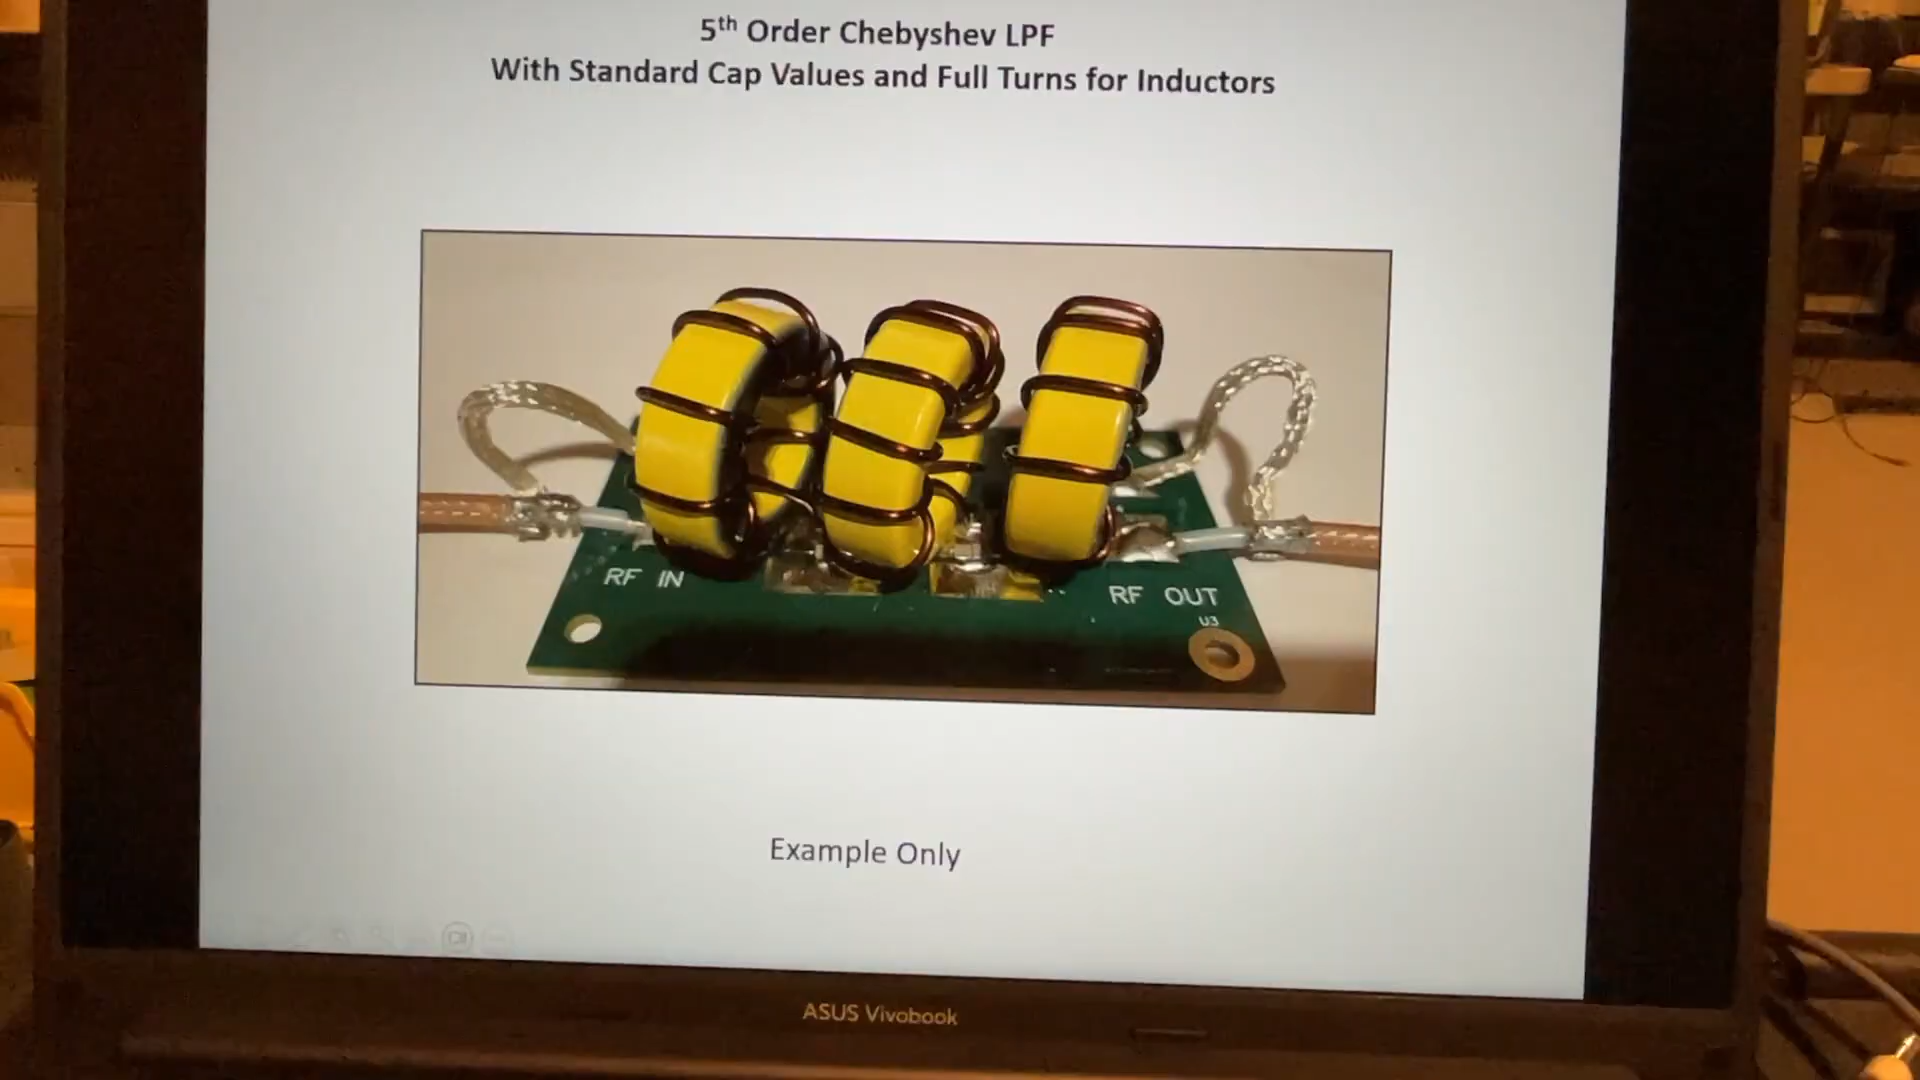 5th Order Chebyshev LPF
With Standard Cap Values and Full Turns for Inductors
RF IN
RF OUT
U3
Example Only
ASUS Vivobook